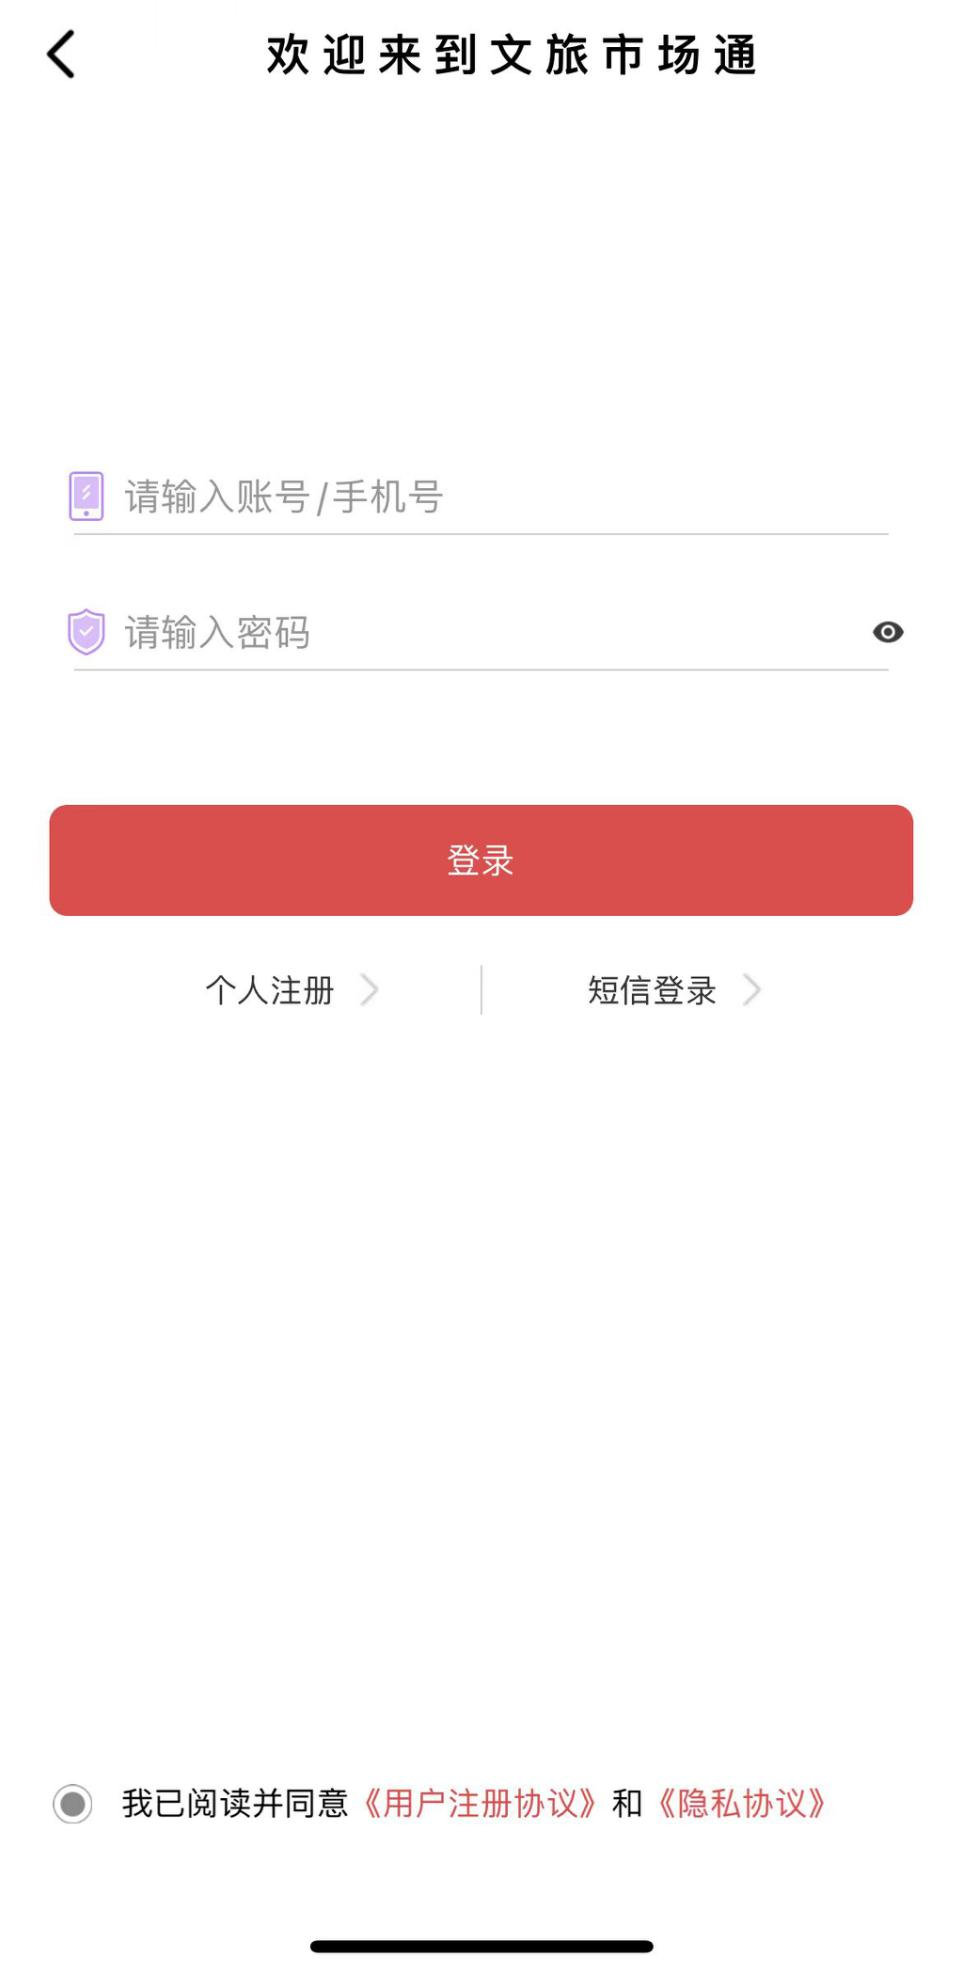 欢迎来到文旅市场通
请输入账号/手机号
请输入密码
登录
个人注册 短信登录
我已阅读并同意《用户注册协议》和《隐私协议》